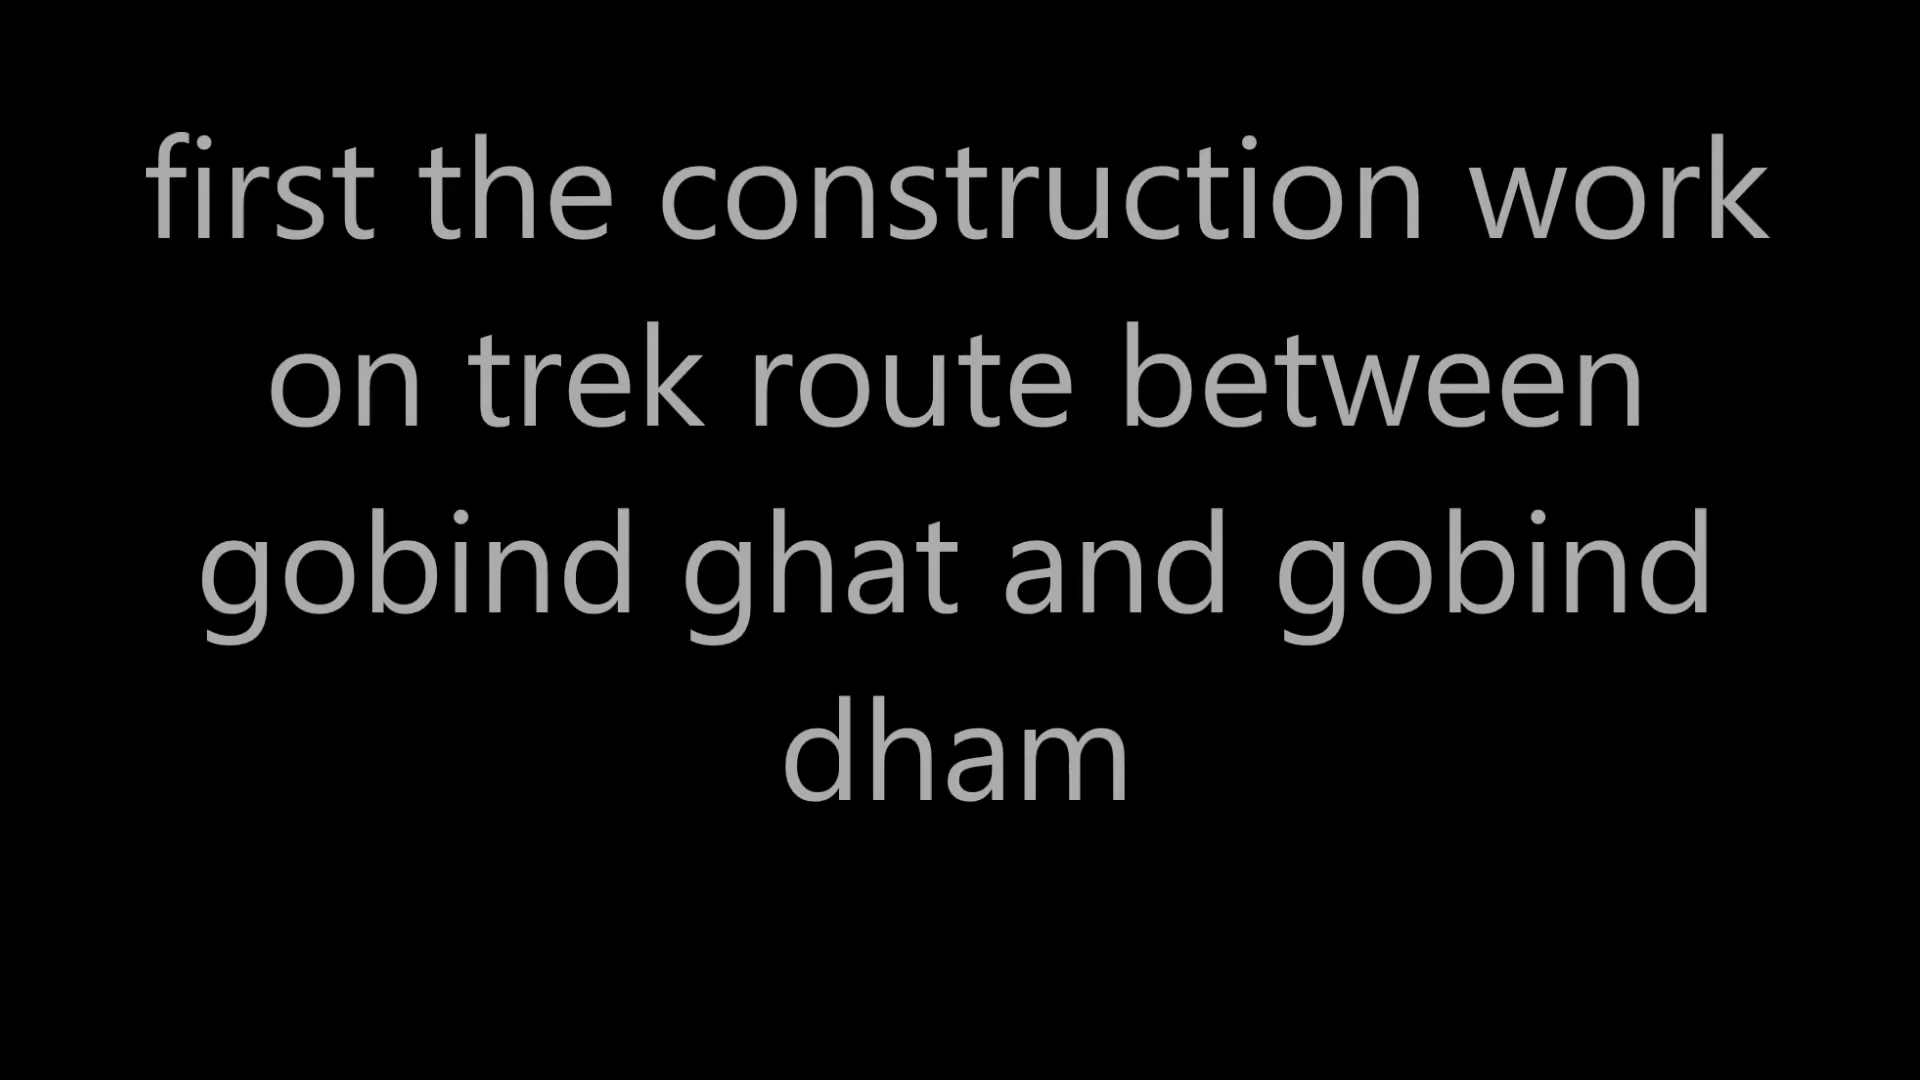 first the construction work
on trek route between
gobind ghat and gobind
dham